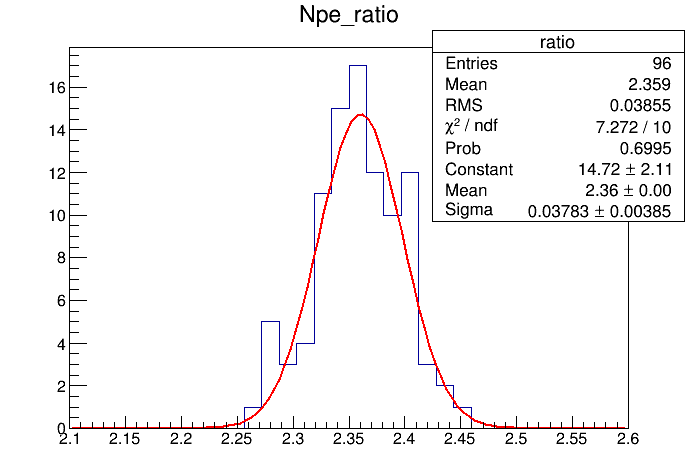 Npe_ratio
ratio
Entries 96
Mean 2.359
RMS 0.03855
χ² / ndf 7.272 / 10
Prob 0.6995
Constant 14.72 ± 2.11
Mean 2.36 ± 0.00
Sigma 0.03783 ± 0.00385
16
14
12
10
8
6
4
2
0
2.1 2.15 2.2 2.25 2.3 2.35 2.4 2.45 2.5 2.55 2.6